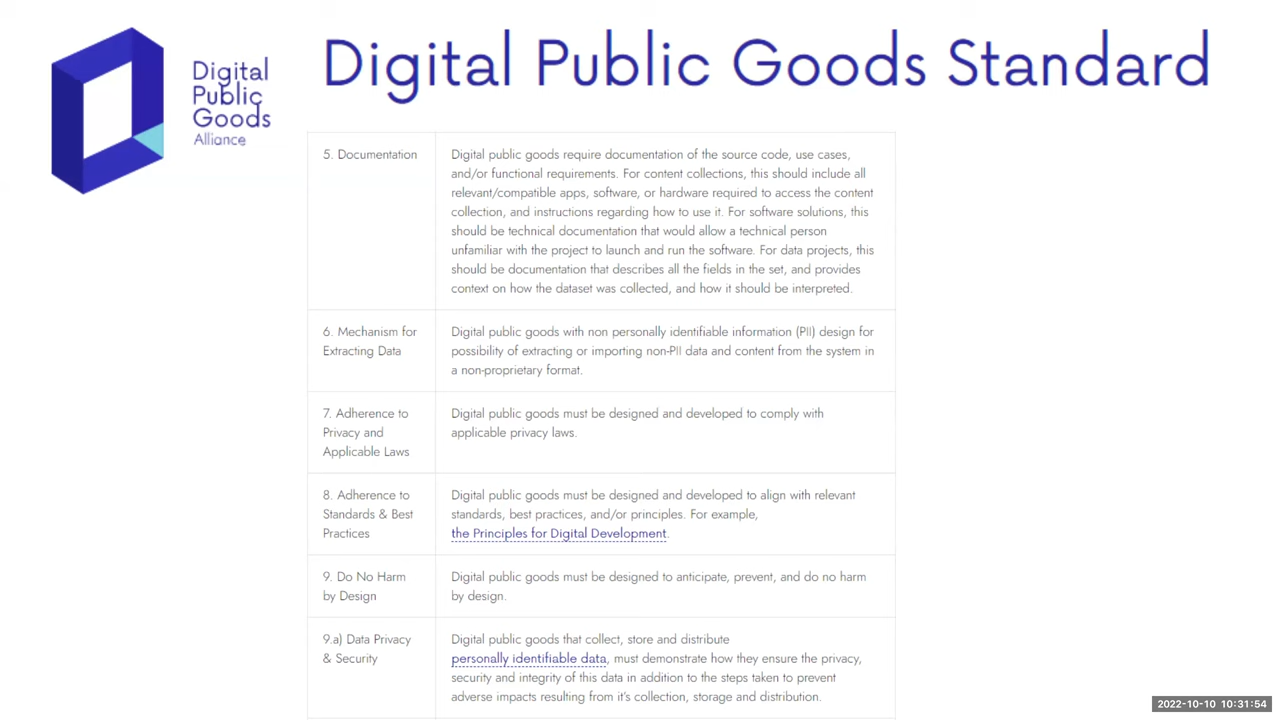 Digital
Public
Goods
Alliance
Digital Public Goods Standard
5. Documentation
Digital public goods require documentation of the source code, use cases,
and/or functional requirements. For content collections, this should include all
relevant/compatible apps, software, or hardware required to access the content
collection, and instructions regarding how to use it. For software solutions, this
should be technical documentation that would allow a technical person
unfamiliar with the project to launch and run the software. For data projects, this
should be documentation that describes all the fields in the set, and provides
context on how the dataset was collected, and how it should be interpreted.
6. Mechanism for
Extracting Data
Digital public goods with non personally identifiable information (PII) design for
possibility of extracting or importing non-PII data and content from the system in
a non-proprietary format.
7. Adherence to
Privacy and
Applicable Laws
Digital public goods must be designed and developed to comply with
applicable privacy laws.
8. Adherence to
Standards & Best
Practices
Digital public goods must be designed and developed to align with relevant
standards, best practices, and/or principles. For example,
the Principles for Digital Development.
9. Do No Harm
by Design
Digital public goods must be designed to anticipate, prevent, and do no harm
by design.
9.a) Data Privacy
& Security
Digital public goods that collect, store and distribute
personally identifiable data, must demonstrate how they ensure the privacy,
security and integrity of this data in addition to the steps taken to prevent
adverse impacts resulting from it's collection, storage and distribution.
2022-10-10 10:31:54